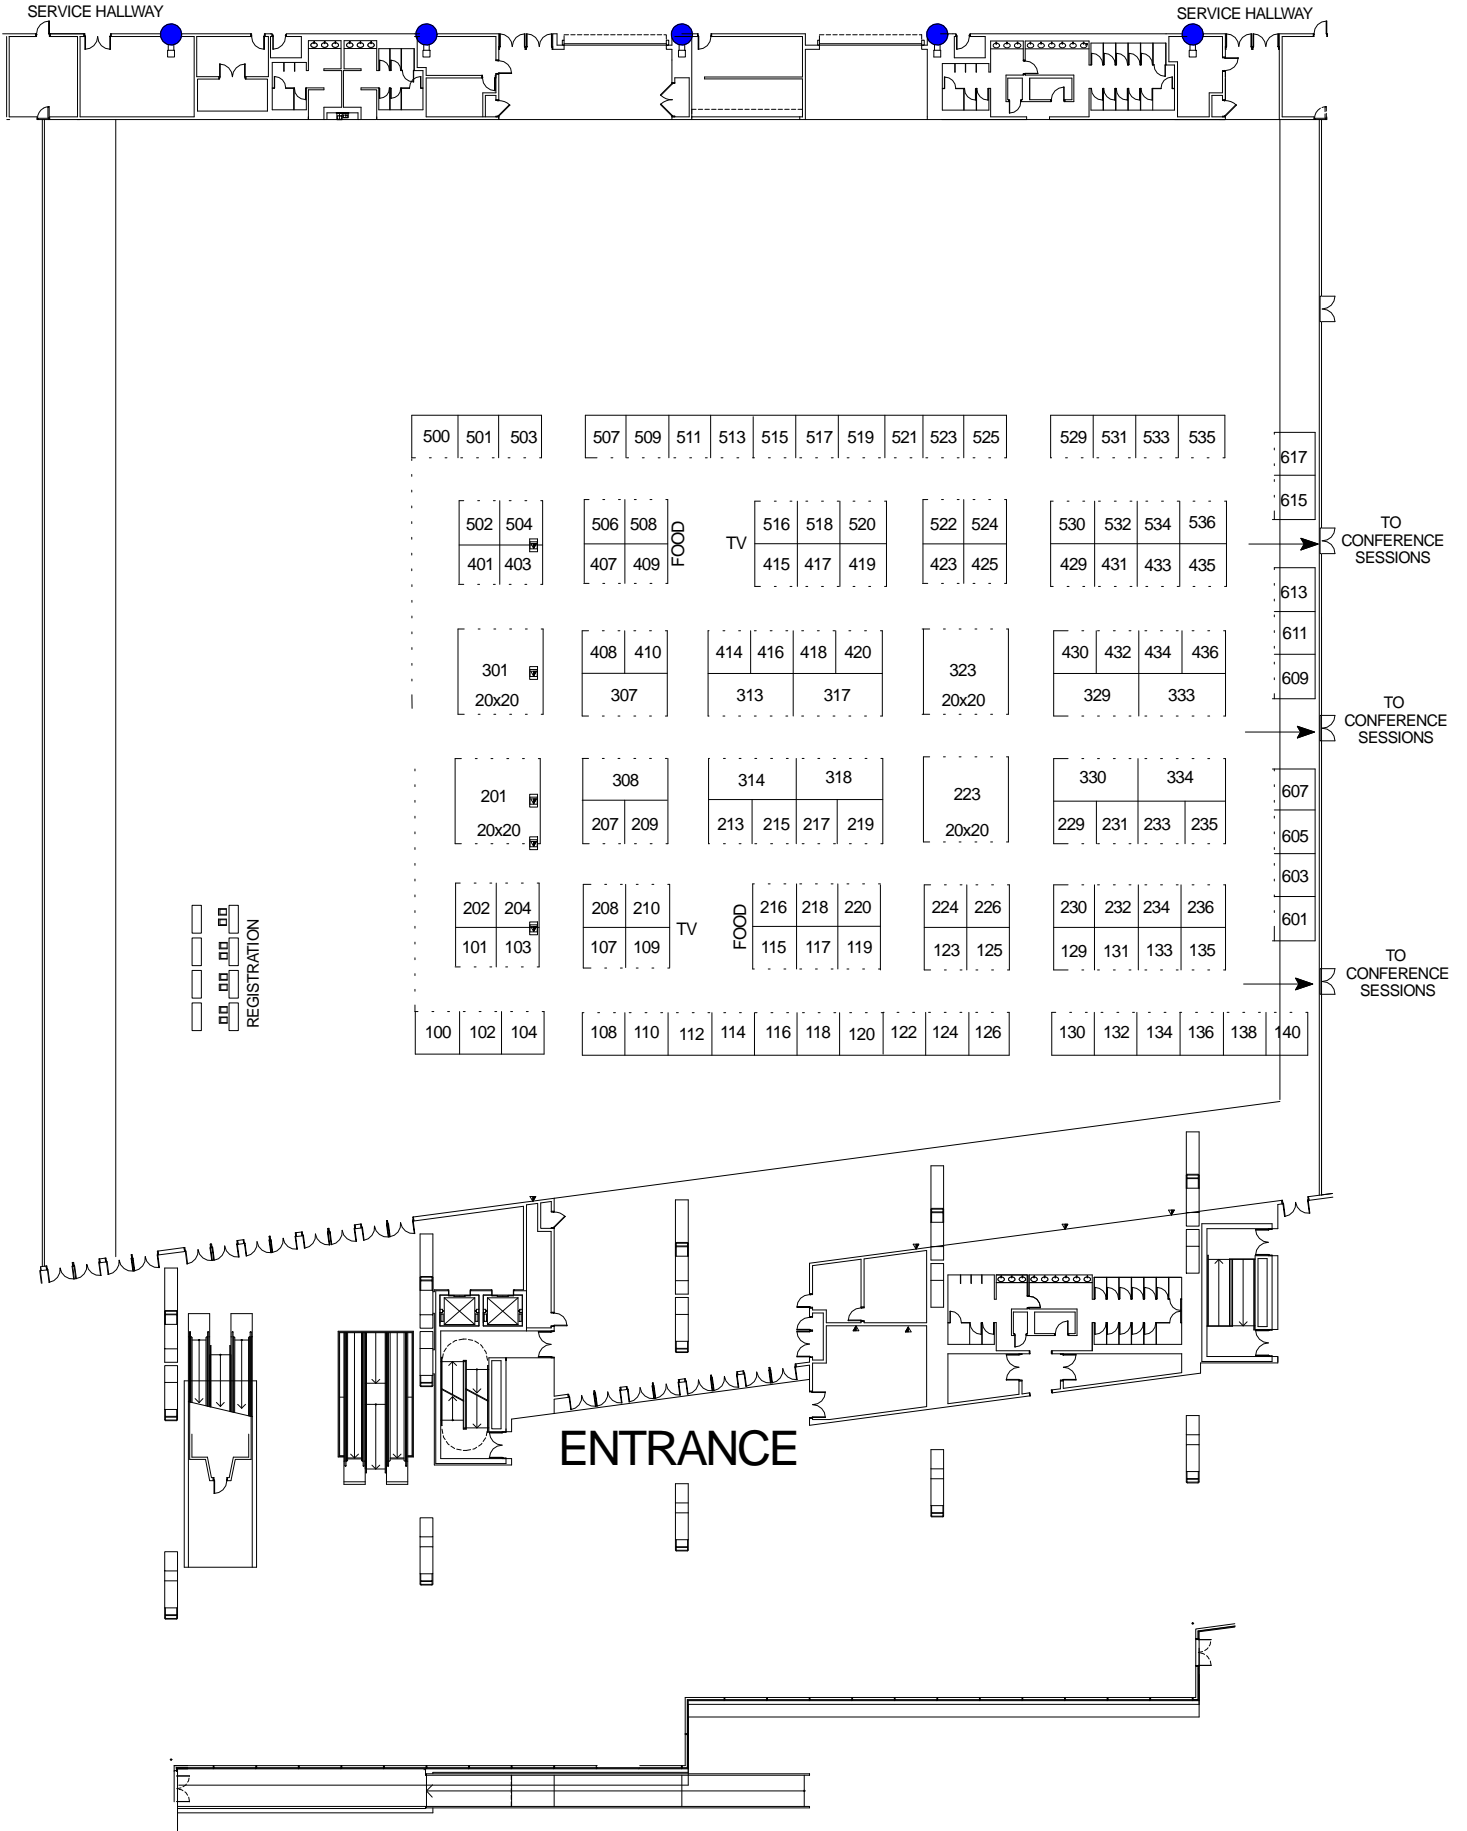 SERVICE HALLWAY
SERVICE HALLWAY
500 501 503 507 509 511 513 515 517 519 521 523 525 529 531 533 535
617
615
502 504 506 508 516 518 520 522 524 530 532 534 536
FOOD
TV
401 403 407 409 415 417 419 423 425 429 431 433 435
TO
CONFERENCE
SESSIONS
613
611
609
408 410 414 416 418 420 430 432 434 436
301
20x20
307 313 317
323
20x20
329 333
TO
CONFERENCE
SESSIONS
308 314 318 330 334
201
20x20
223
20x20
207 209 213 215 217 219 229 231 233 235
607
605
603
601
202 204 208 210 216 218 220 224 226 230 232 234 236
TV
FOOD
101 103 107 109 115 117 119 123 125 129 131 133 135
REGISTRATION
TO
CONFERENCE
SESSIONS
100 102 104 108 110 112 114 116 118 120 122 124 126 130 132 134 136 138 140
ENTRANCE